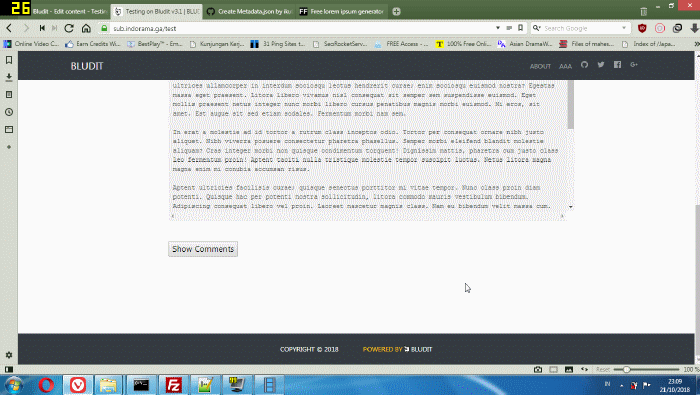 26
Bludit - Edit content - Testin
Testing on Bludit v3.1 | BLUD
Create Metadata.json by Au
Free lorem ipsum generator
sub.indorama.ga/test
Search Google
Online Video C...
Earn Credits Wi...
BestPlay™ - Erm...
Kunjungan Kerj...
31 Ping Sites t...
SeoRocketServ...
FREE Access - ...
100% Free Onli...
Asian DramaW...
Files of mahes...
Index of /Japa...
BLUDIT
ABOUT AAA
ultrices ullamcorper in interdum sociosqu lectus hendrerit curae; enim sociosqu euismod nostra? Egestas
massa eget praesent. Litora libero vivamus nisl consequat sit semper sem suspendisse euismod. Eget
mollis praesent netus integer nunc morbi libero cursus penatibus magnis morbi euismod. Mi eros, sit
amet. Est augue sit sed etiam sodales. Fermentum morbi nam sem.
In erat a molestie ad id tortor a rutrum class inceptos odio. Tortor per consequat ornare nibh justo
aliquet. Nibh viverra posuere consectetur pharetra phasellus. Semper morbi eleifend blandit molestie
aliquam? Cras integer morbi non quisque condimentum torquent! Dignissim mattis, pharetra cum justo class
leo fermentum proin! Aptent taciti nulla tristique molestie tempor suscipit luctus. Netus litora magna
magna enim mi conubia accumsan risus.
Aptent ultricies facilisis curae; quisque senectus porttitor mi vitae tempor. Nunc class proin diam
potenti. Quisque hac per potenti nostra sollicitudin, litora commodo mauris vestibulum bibendum.
Adipiscing consequat libero vel proin. Laoreet nascetur magnis class. Nam eu bibendum velit massa cum.
Show Comments
COPYRIGHT © 2018 POWERED BY BLUDIT
Reset
100 %
IN
23.09
21/10/2018